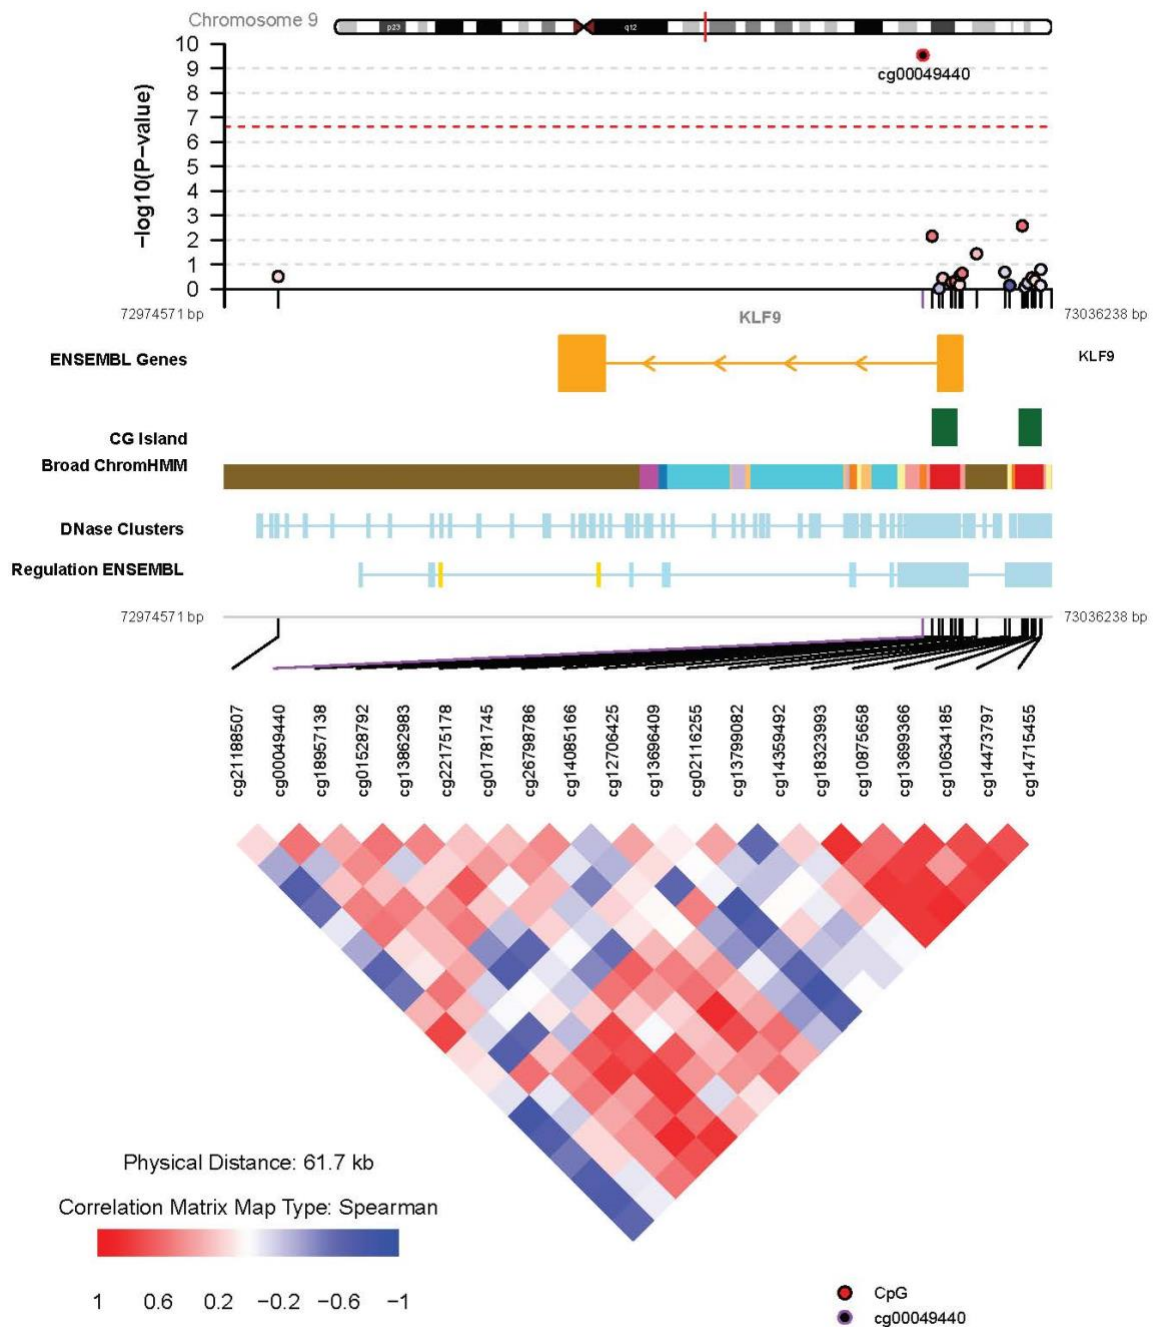 Chromosome 9
p23
q12
10
9
8
7
6
5
4
3
2
1
0
−log10(P−value)
cg00049440
72974571 bp
73036238 bp
KLF9
ENSEMBL Genes
KLF9
CG Island
Broad ChromHMM
DNase Clusters
Regulation ENSEMBL
72974571 bp
73036238 bp
cg21188507
cg00049440
cg18957138
cg01528792
cg13862983
cg22175178
cg01781745
cg26798786
cg14085166
cg12706425
cg13696409
cg02116255
cg13799082
cg14359492
cg18323993
cg10875658
cg13699366
cg10634185
cg14473797
cg14715455
Physical Distance: 61.7 kb
Correlation Matrix Map Type: Spearman
1 0.6 0.2 −0.2 −0.6 −1
CpG
cg00049440